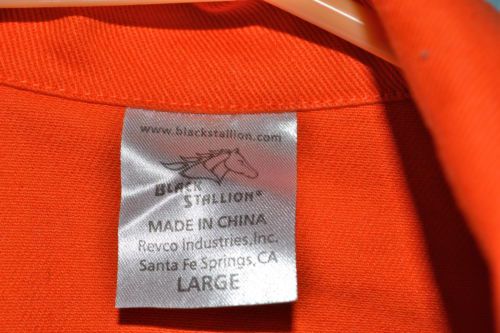 www.blackstallion.com
BLACK
STALLION®
MADE IN CHINA
Revco Industries, Inc.
Santa Fe Springs, CA
LARGE